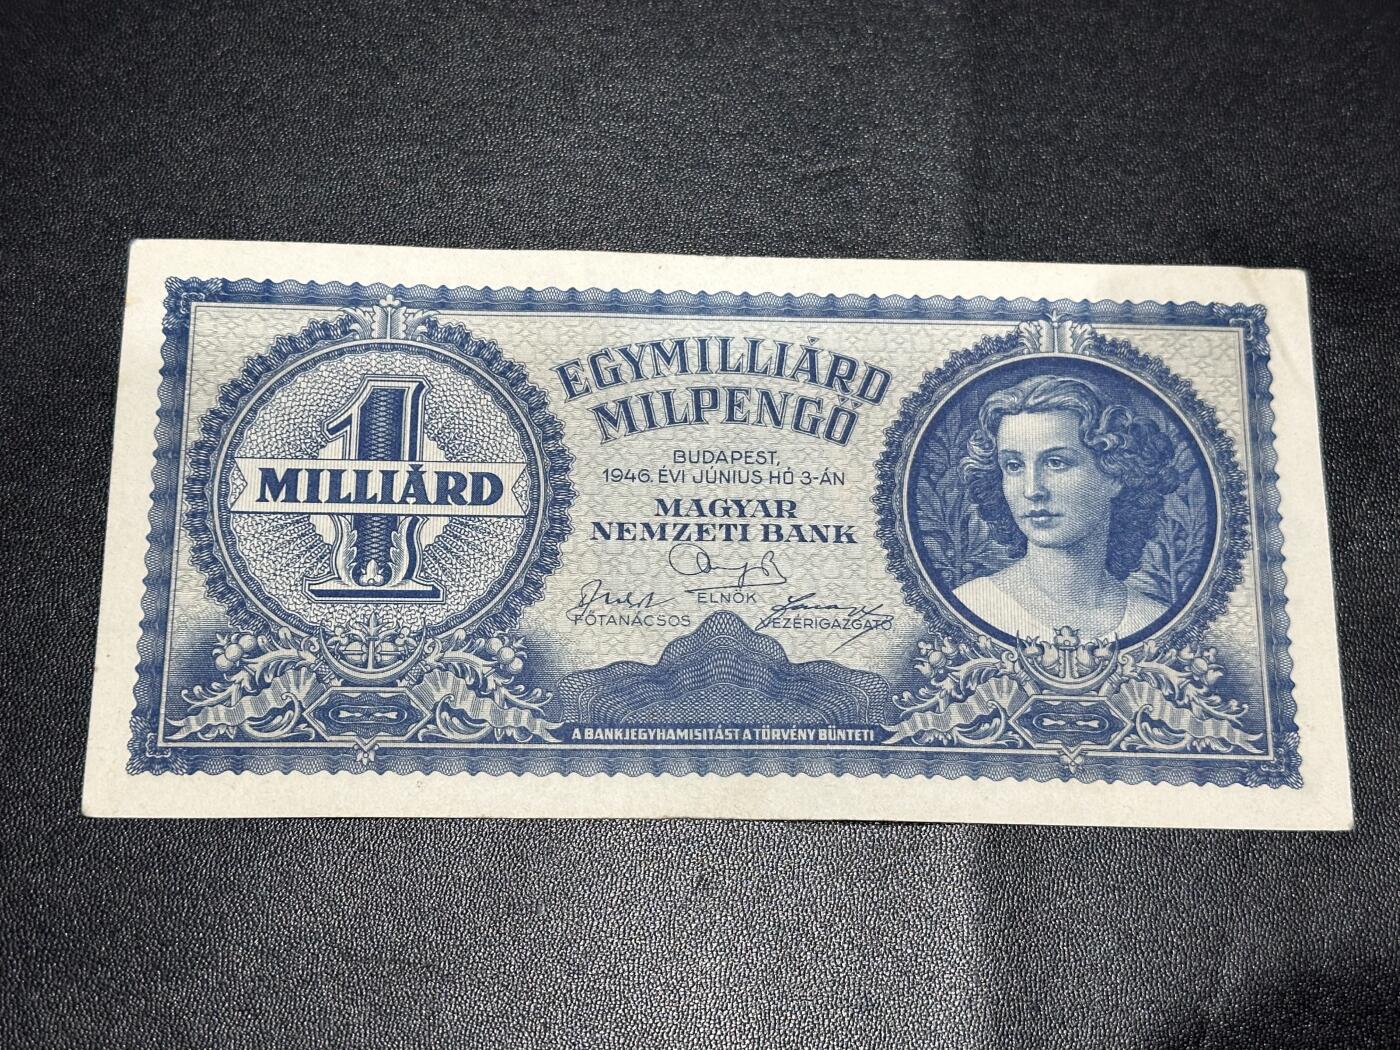 1
MILLIÁRD
EGYMILLIÁRD
MILPENGŐ
BUDAPEST,
1946. ÉVI JÚNIUS HÓ 3-ÁN
MAGYAR
NEMZETI BANK
ELNÖK
FŐTANÁCSOS
VEZÉRIGAZGATÓ
A BANKJEGYHAMISITÁST A TÖRVÉNY BÜNTETI